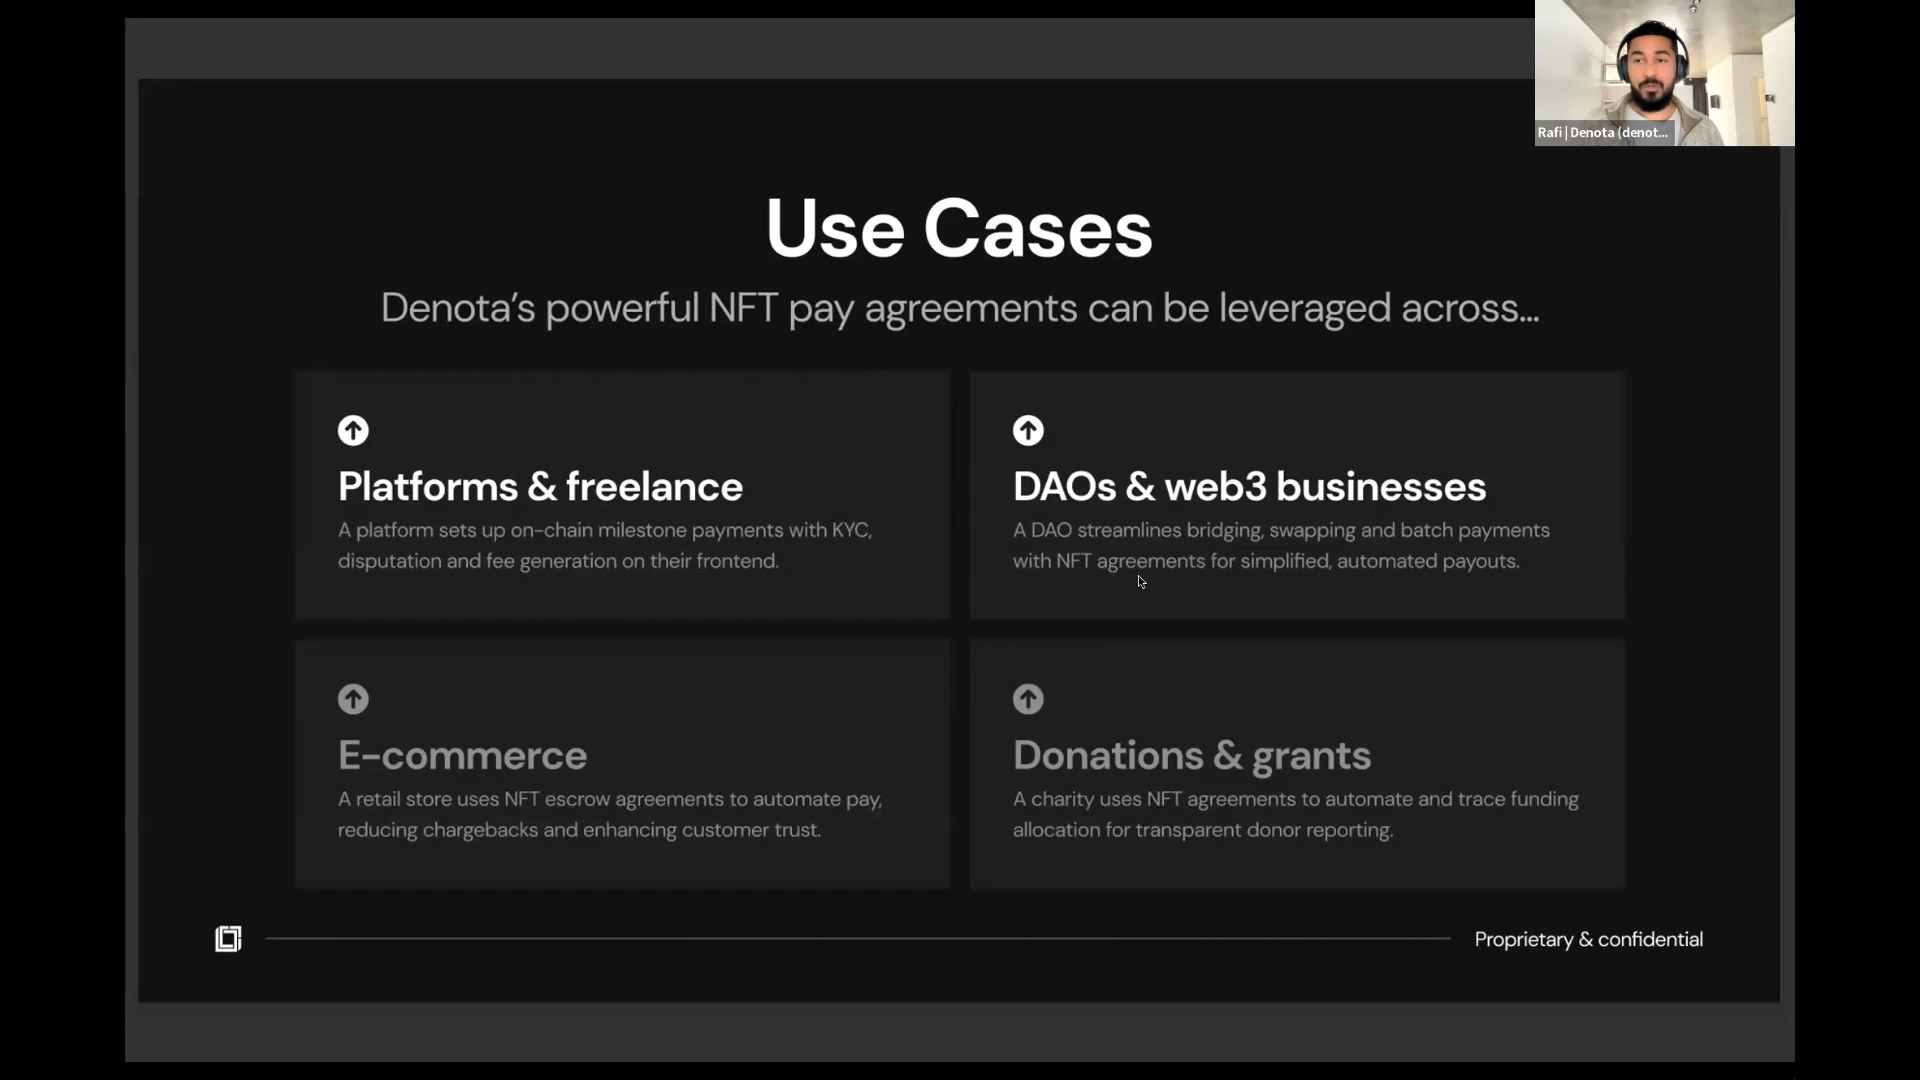 Rafi | Denota (denot...
Use Cases
Denota’s powerful NFT pay agreements can be leveraged across...
Platforms & freelance
A platform sets up on-chain milestone payments with KYC,
disputation and fee generation on their frontend.
DAOs & web3 businesses
A DAO streamlines bridging, swapping and batch payments
with NFT agreements for simplified, automated payouts.
E-commerce
A retail store uses NFT escrow agreements to automate pay,
reducing chargebacks and enhancing customer trust.
Donations & grants
A charity uses NFT agreements to automate and trace funding
allocation for transparent donor reporting.
Proprietary & confidential